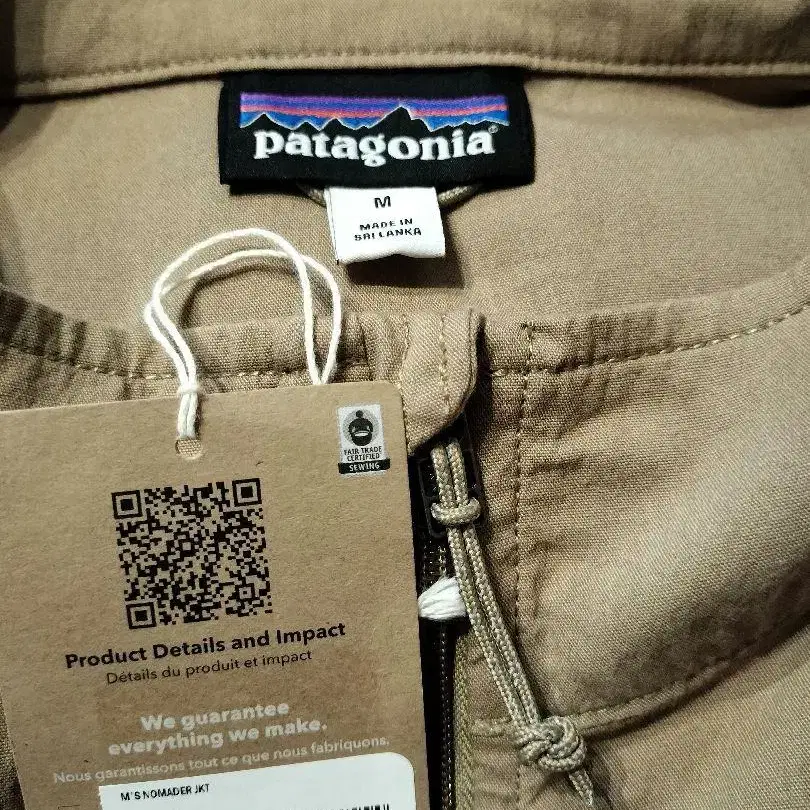 patagonia®
M
MADE IN
SRI LANKA
FAIR TRADE
CERTIFIED
SEWING
Product Details and Impact
Détails du produit et impact
We guarantee
everything we make.
Nous garantissons tout ce que nous fabriquons.
M'S NOMADER JKT